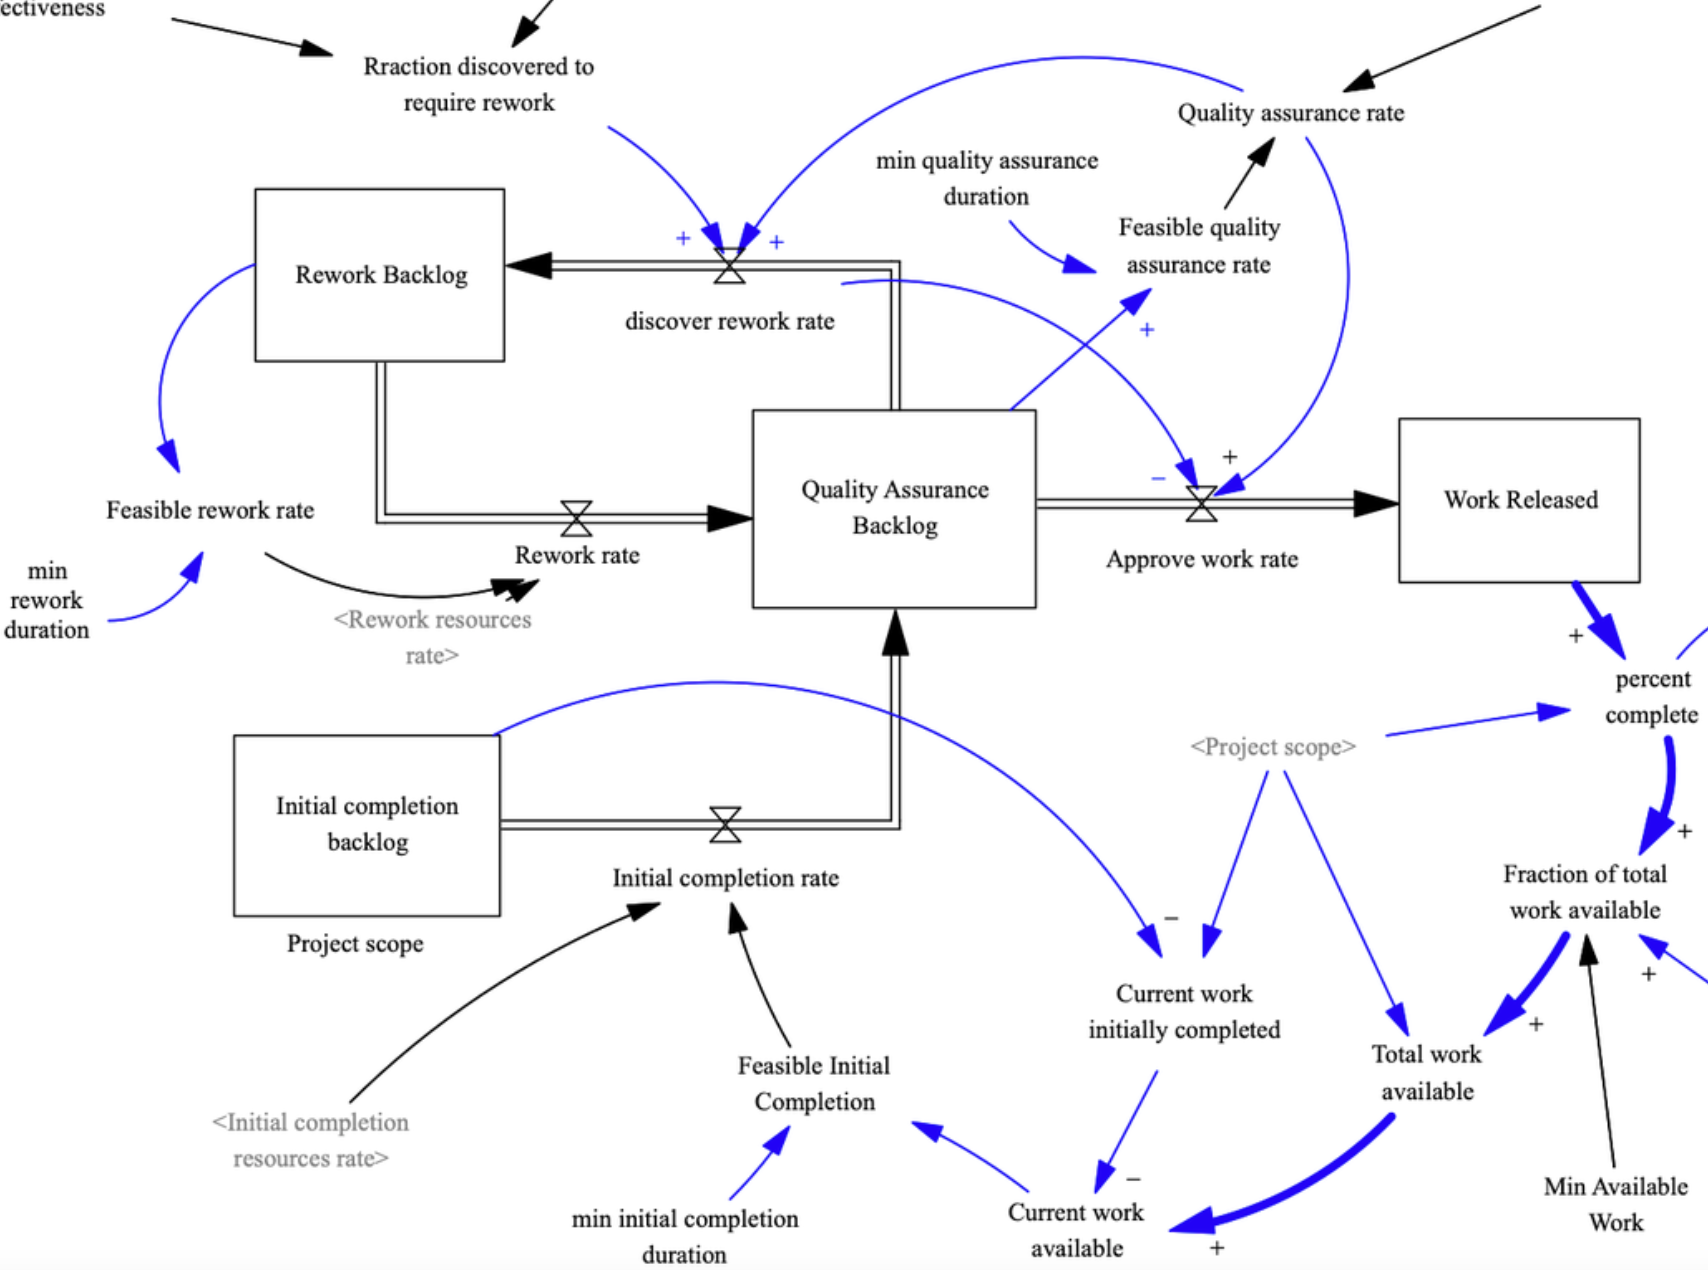 ectiveness
Rraction discovered to
require rework
Quality assurance rate
min quality assurance
duration
Feasible quality
assurance rate
+
+
Rework Backlog
discover rework rate
+
+
Quality Assurance
Backlog
−
Work Released
Approve work rate
Feasible rework rate
Rework rate
min
rework
duration
<Rework resources
rate>
+
percent
complete
<Project scope>
Initial completion
backlog
+
Initial completion rate
Fraction of total
work available
Project scope
−
+
Current work
initially completed
+
Total work
available
Feasible Initial
Completion
<Initial completion
resources rate>
−
Min Available
Work
Current work
available
min initial completion
duration
+